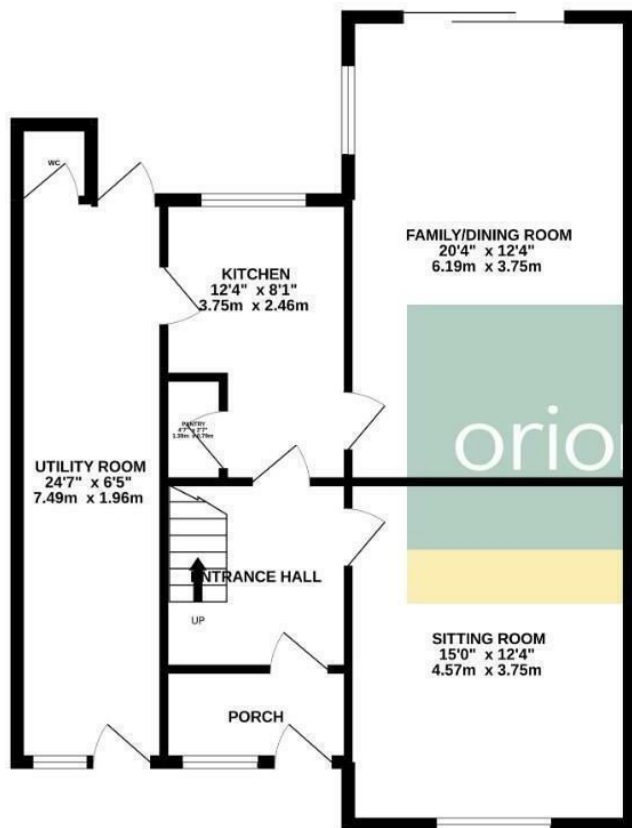 WC
FAMILY/DINING ROOM
20'4" x 12'4"
6.19m x 3.75m
KITCHEN
12'4" x 8'1"
3.75m x 2.46m
PANTRY
UTILITY ROOM
24'7" x 6'5"
7.49m x 1.96m
orio
ENTRANCE HALL
UP
SITTING ROOM
15'0" x 12'4"
4.57m x 3.75m
PORCH